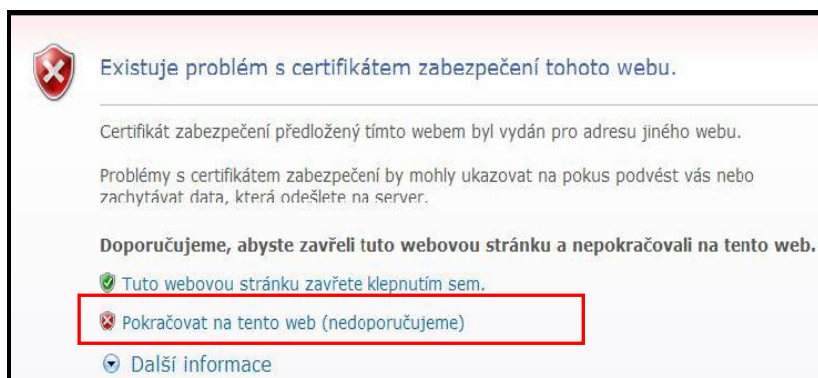 Existuje problém s certifikátem zabezpečení tohoto webu.
Certifikát zabezpečení předložený tímto webem byl vydán pro adresu jiného webu.
Problémy s certifikátem zabezpečení by mohly ukazovat na pokus podvést vás nebo
zachytávat data, která odešlete na server.
Doporučujeme, abyste zavřeli tuto webovou stránku a nepokračovali na tento web.
Tuto webovou stránku zavřete klepnutím sem.
Pokračovat na tento web (nedoporučujeme)
Další informace